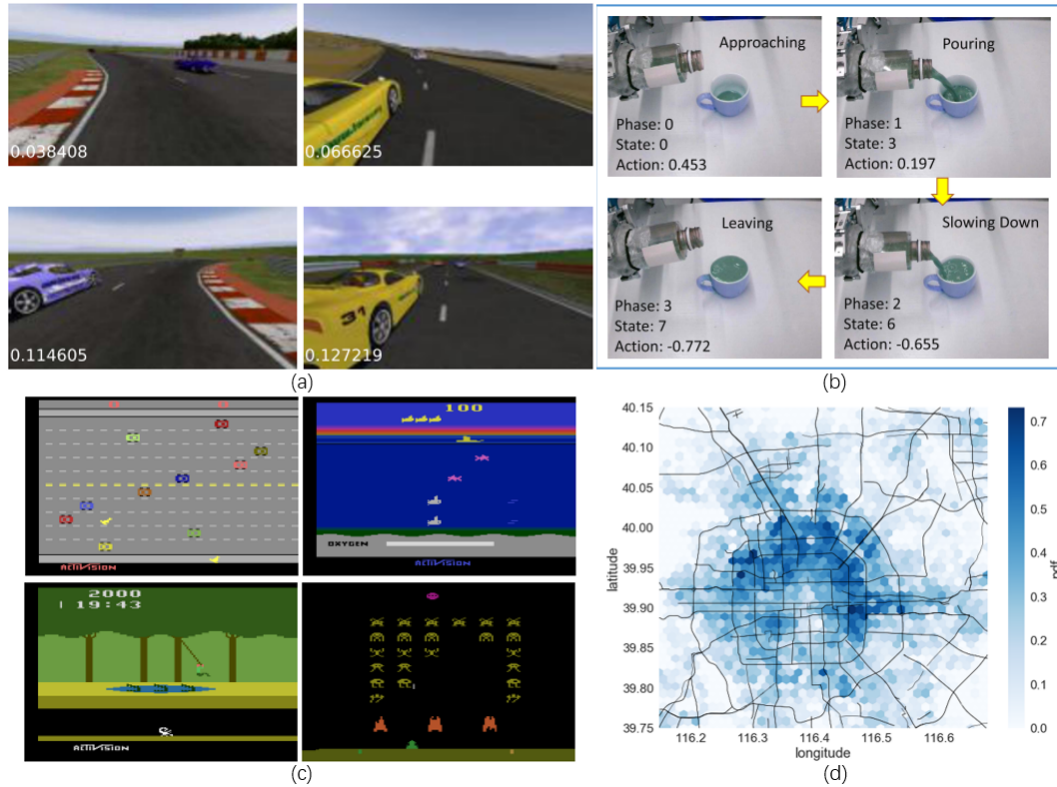 0.038408
0.066625
0.114605
0.127219
31
(a)
Approaching
Phase: 0
State: 0
Action: 0.453
Pouring
Phase: 1
State: 3
Action: 0.197
Leaving
Phase: 3
State: 7
Action: -0.772
Slowing Down
Phase: 2
State: 6
Action: -0.655
(b)
ACTIVISION
100
OXYGEN
ACTIVISION
2000
19:43
ACTIVISION
(c)
40.15
40.10
40.05
40.00
39.95
39.90
39.85
39.80
39.75
latitude
116.2 116.3 116.4 116.5 116.6
longitude
0.7
0.6
0.5
0.4
0.3
0.2
0.1
0.0
pdf
(d)